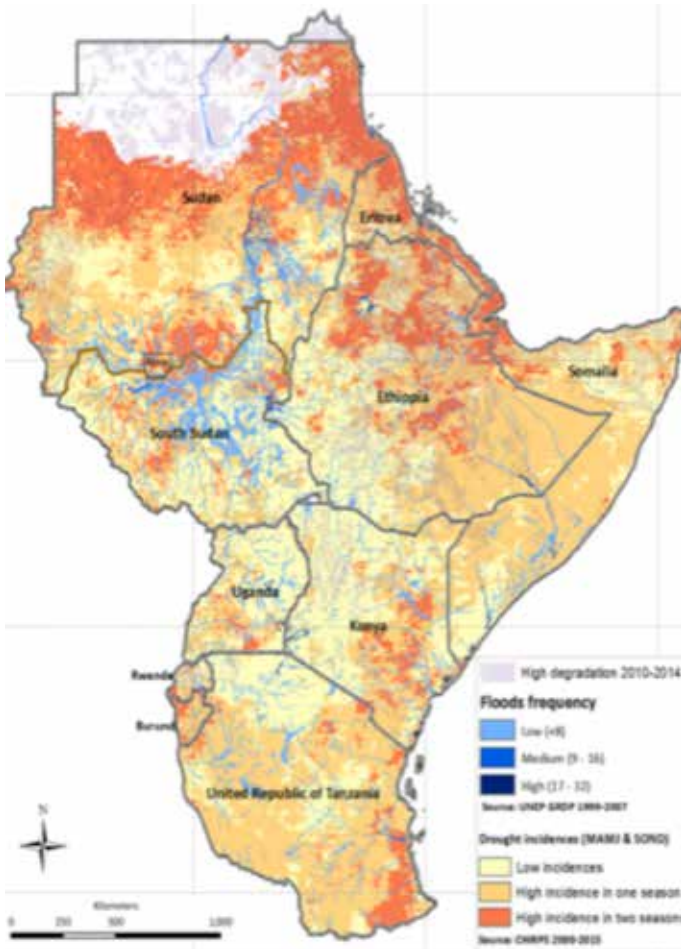 Sudan
Eritrea
Ethiopia
Somalia
South Sudan
Uganda
Kenya
Rwanda
Burundi
United Republic of Tanzania
N
Kilometers
0 250 500 1,000
High degradation 2010-2014
Floods frequency
Low (<8)
Medium (9 - 16)
High (17 - 32)
Source: UNEP GRDP 1999-2007
Drought incidences (MAMJ & SOND)
Low incidences
High incidence in one season
High incidence in two seasons
Source: CHIRPS 2000-2015